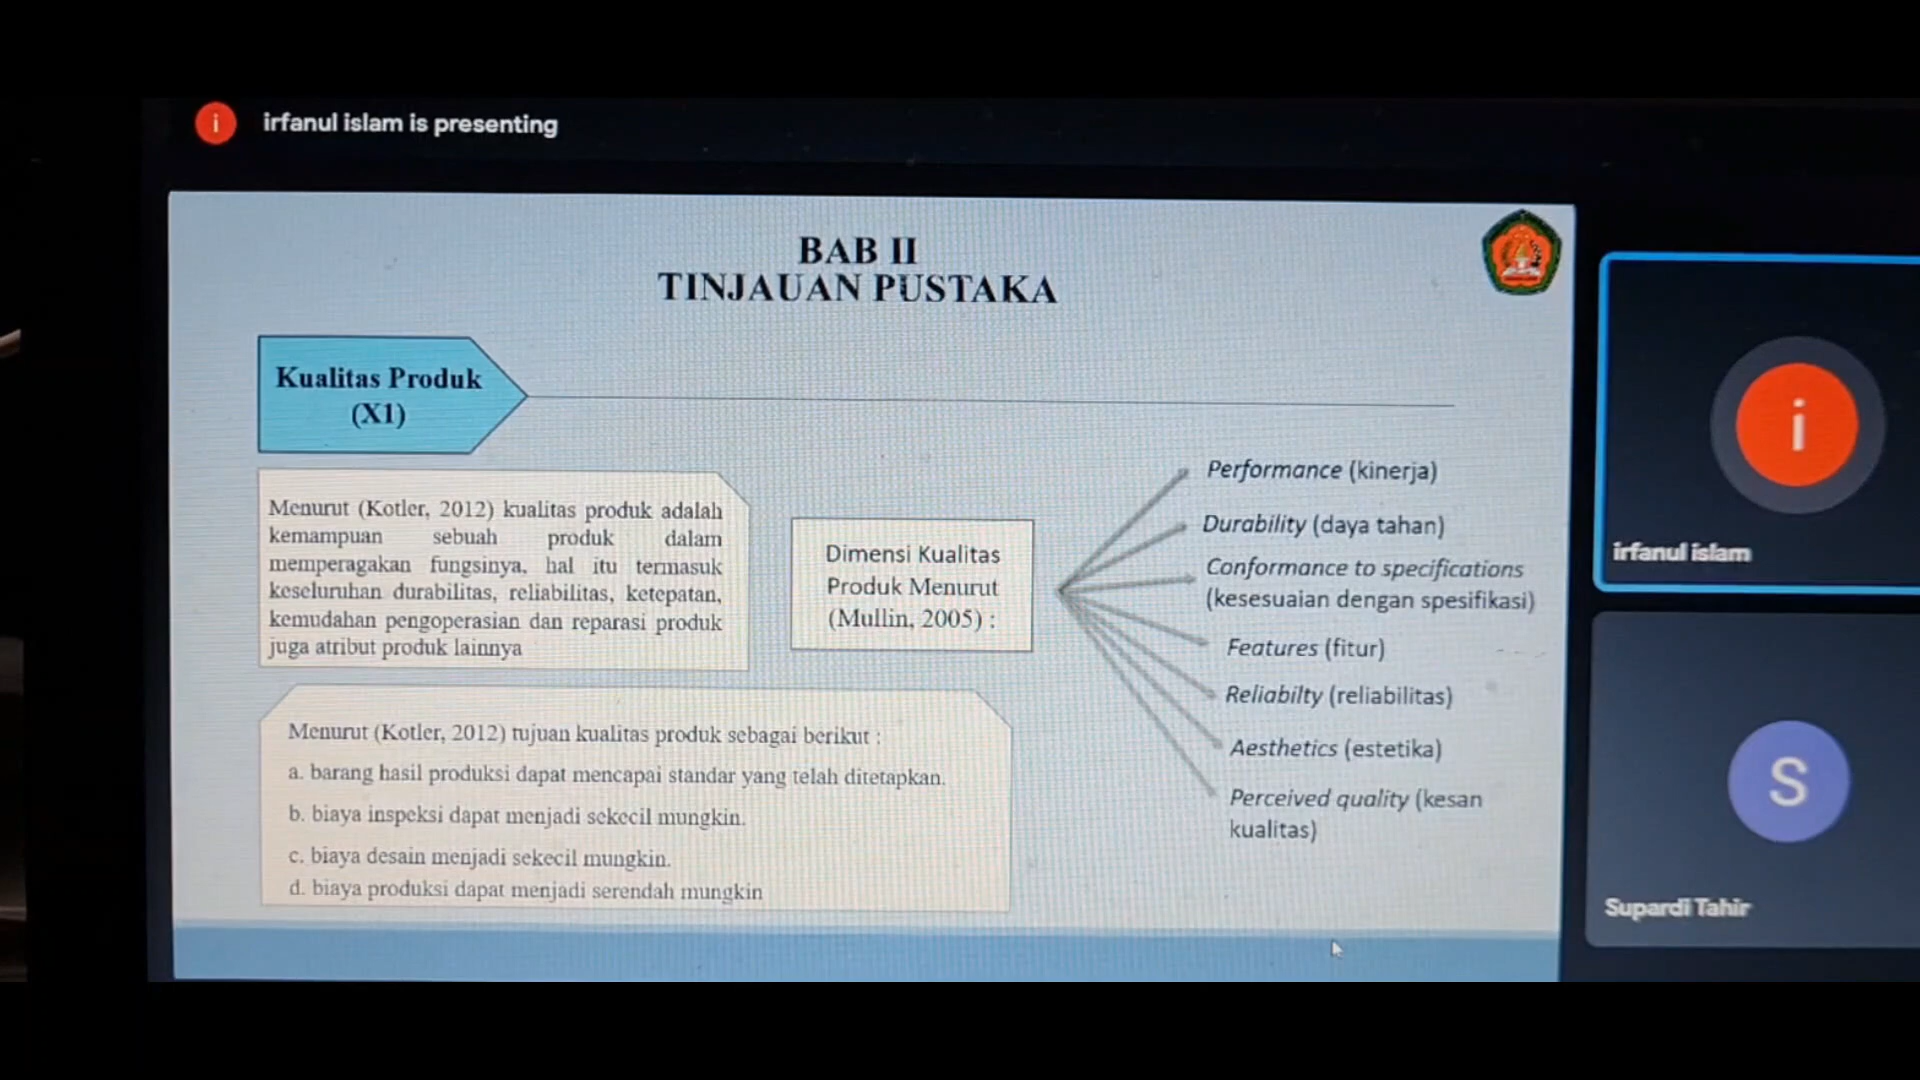 i
irfanul islam is presenting
BAB II
TINJAUAN PUSTAKA
Kualitas Produk
(X1)
Menurut (Kotler, 2012) kualitas produk adalah
kemampuan sebuah produk dalam
memperagakan fungsinya, hal itu termasuk
keseluruhan durabilitas, reliabilitas, ketepatan,
kemudahan pengoperasian dan reparasi produk
juga atribut produk lainnya
Dimensi Kualitas
Produk Menurut
(Mullin, 2005) :
Performance (kinerja)
Durability (daya tahan)
Conformance to specifications
(kesesuaian dengan spesifikasi)
Features (fitur)
Reliabilty (reliabilitas)
Aesthetics (estetika)
Perceived quality (kesan
kualitas)
Menurut (Kotler, 2012) tujuan kualitas produk sebagai berikut :
a. barang hasil produksi dapat mencapai standar yang telah ditetapkan.
b. biaya inspeksi dapat menjadi sekecil mungkin.
c. biaya desain menjadi sekecil mungkin.
d. biaya produksi dapat menjadi serendah mungkin
i
irfanul islam
S
Supardi Tahir